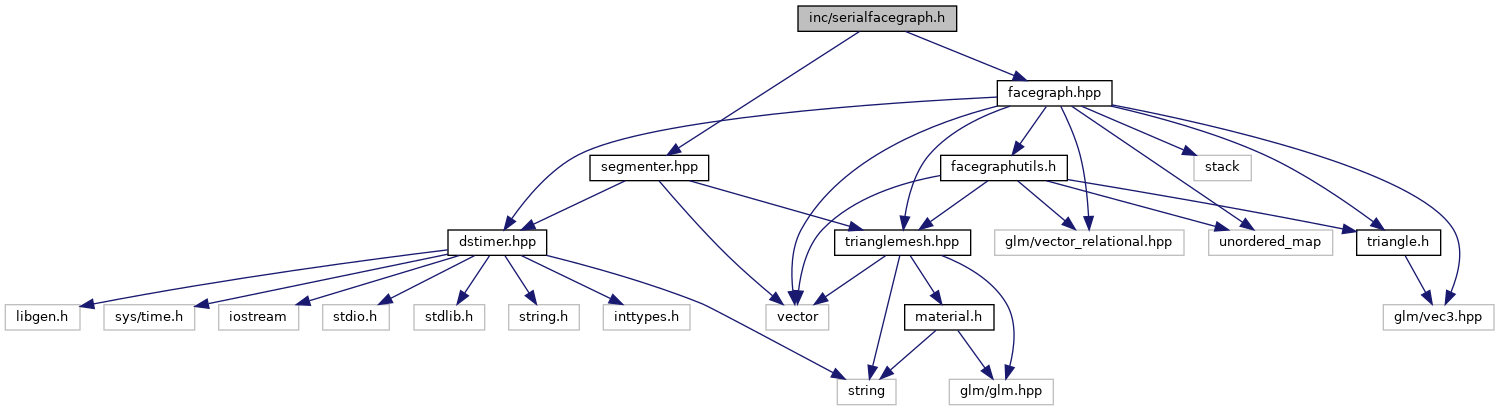 inc/serialfacegraph.h
facegraph.hpp
segmenter.hpp
facegraphutils.h
stack
dstimer.hpp
trianglemesh.hpp
glm/vector_relational.hpp
unordered_map
triangle.h
libgen.h
sys/time.h
iostream
stdio.h
stdlib.h
string.h
inttypes.h
vector
material.h
glm/vec3.hpp
string
glm/glm.hpp